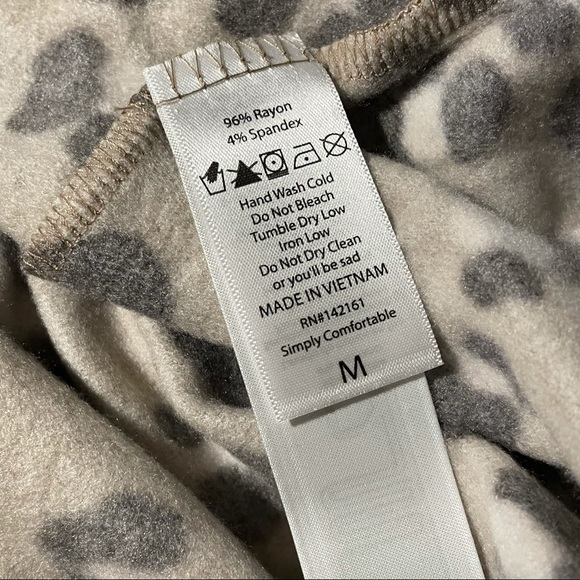 96% Rayon
4% Spandex
Hand Wash Cold
Do Not Bleach
Tumble Dry Low
Iron Low
Do Not Dry Clean
or you'll be sad
MADE IN VIETNAM
RN#142161
Simply Comfortable
M